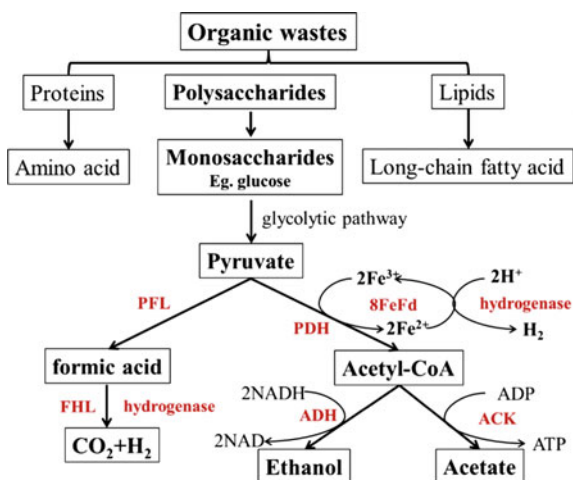 Organic wastes
Proteins
Polysaccharides
Lipids
Amino acid
Monosaccharides
Eg. glucose
Long-chain fatty acid
glycolytic pathway
Pyruvate
2Fe³⁺
2H⁺
PFL
8FeFd
hydrogenase
PDH
2Fe²⁺
H₂
formic acid
Acetyl-CoA
FHL hydrogenase
2NADH
ADP
ADH
ACK
CO₂+H₂
2NAD
ATP
Ethanol
Acetate